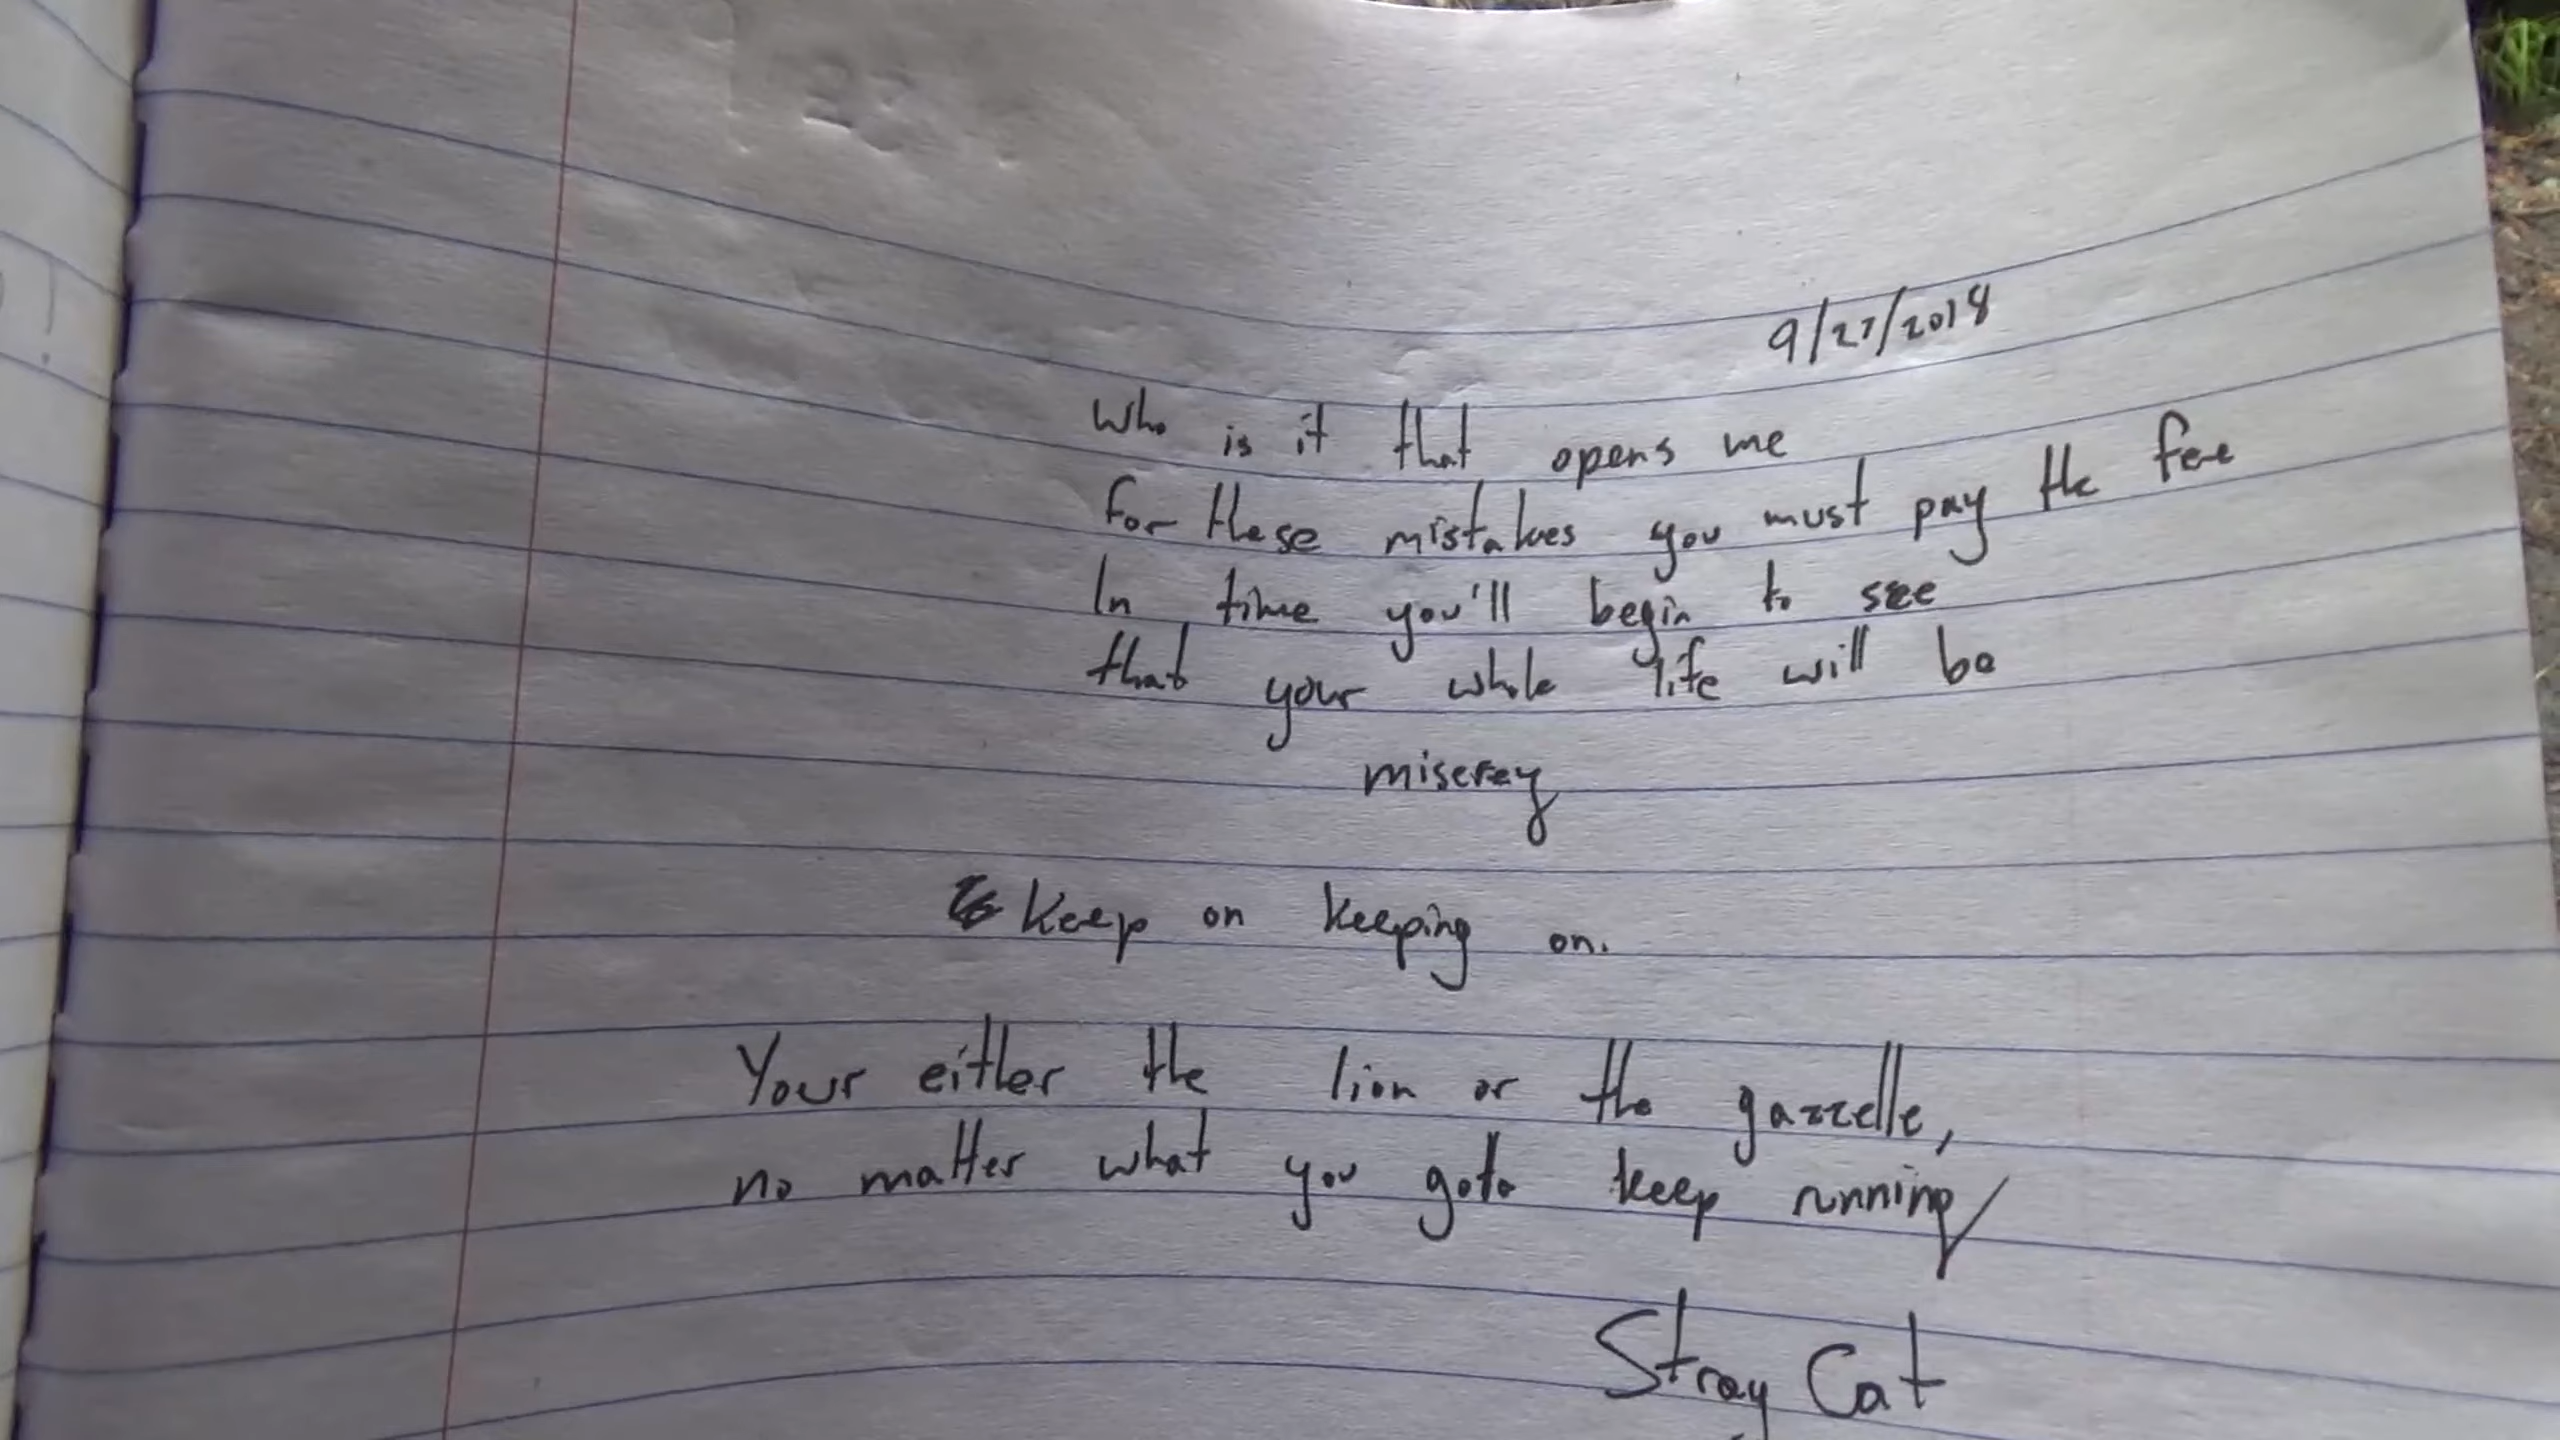 9/27/2018
Who is it that opens me
for these mistakes you must pay the fee
In time you'll begin to see
that your whole life will be
miserey
Keep on keeping on.
Your either the lion or the gazzelle,
no matter what you gota keep running
Stray Cat